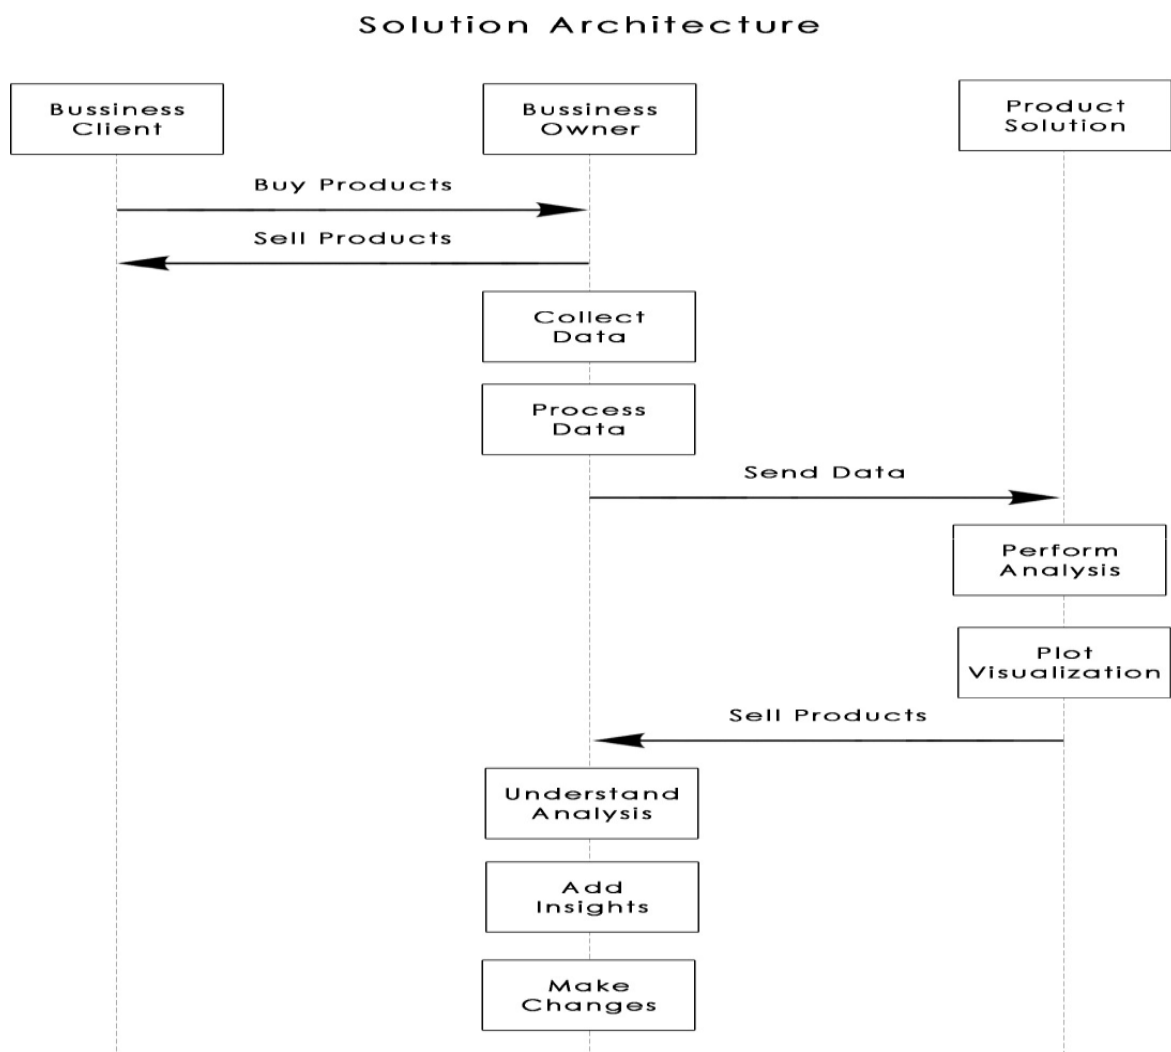 Solution Architecture
Bussiness
Client
Bussiness
Owner
Product
Solution
Buy Products
Sell Products
Collect
Data
Process
Data
Send Data
Perform
Analysis
Plot
Visualization
Sell Products
Understand
Analysis
Add
Insights
Make
Changes